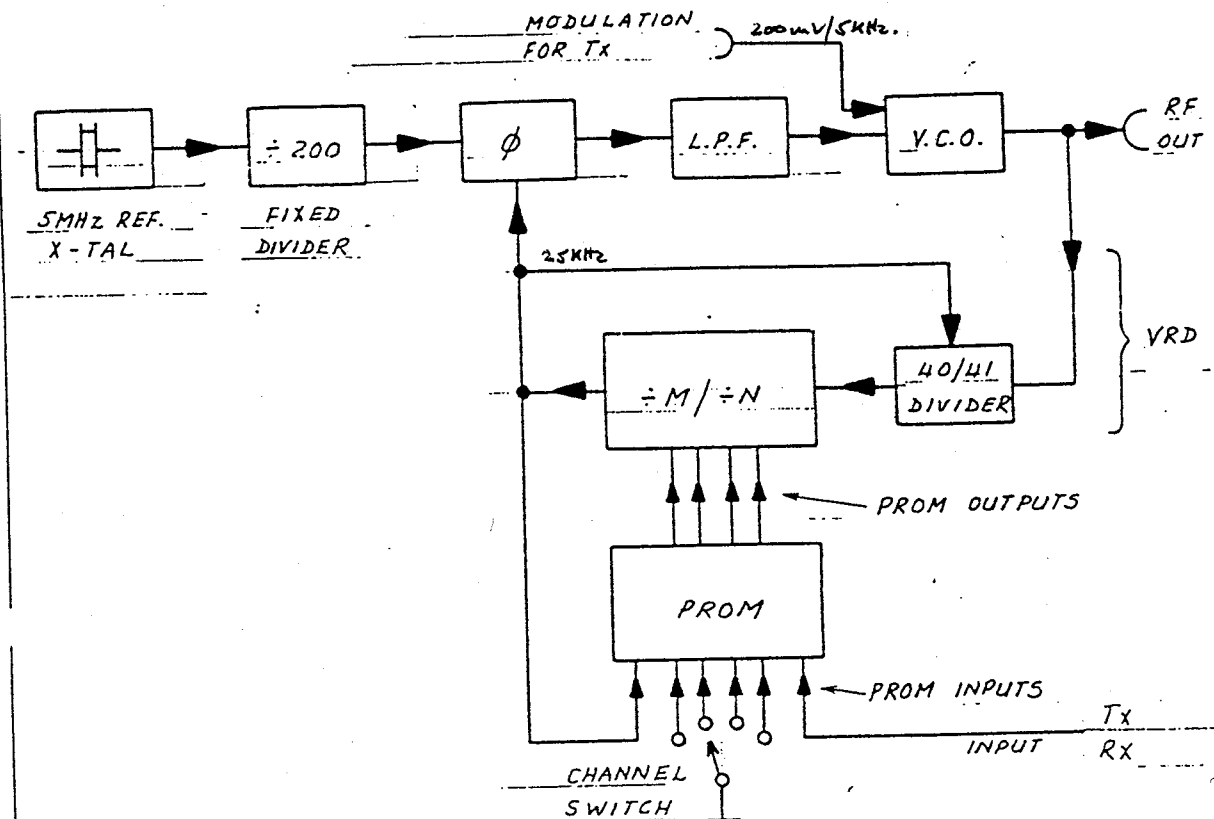 MODULATION
FOR Tx
200mV/5KHz.
÷ 200
φ
L.P.F.
V.C.O.
RF
OUT
5MHz REF.
X-TAL
FIXED
DIVIDER
25KHz
VRD
÷M/÷N
40/41
DIVIDER
PROM OUTPUTS
PROM
PROM INPUTS
Tx
INPUT
Rx
CHANNEL
SWITCH